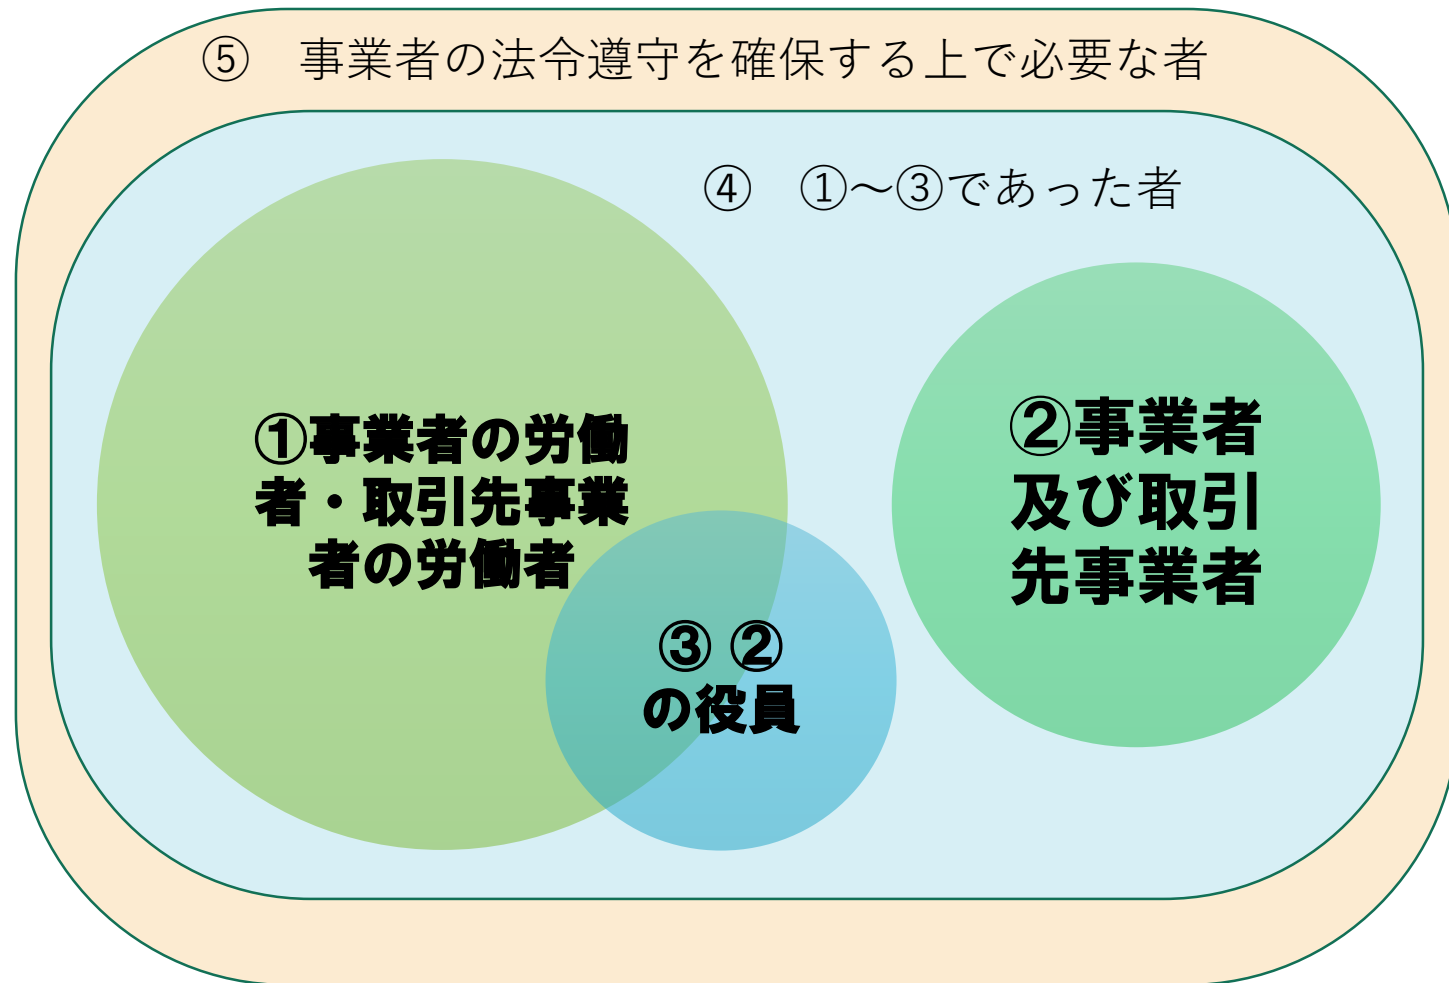 ⑤　事業者の法令遵守を確保する上で必要な者
④　①～③であった者
①事業者の労働
者・取引先事業
者の労働者
②事業者
及び取引
先事業者
③ ②
の役員